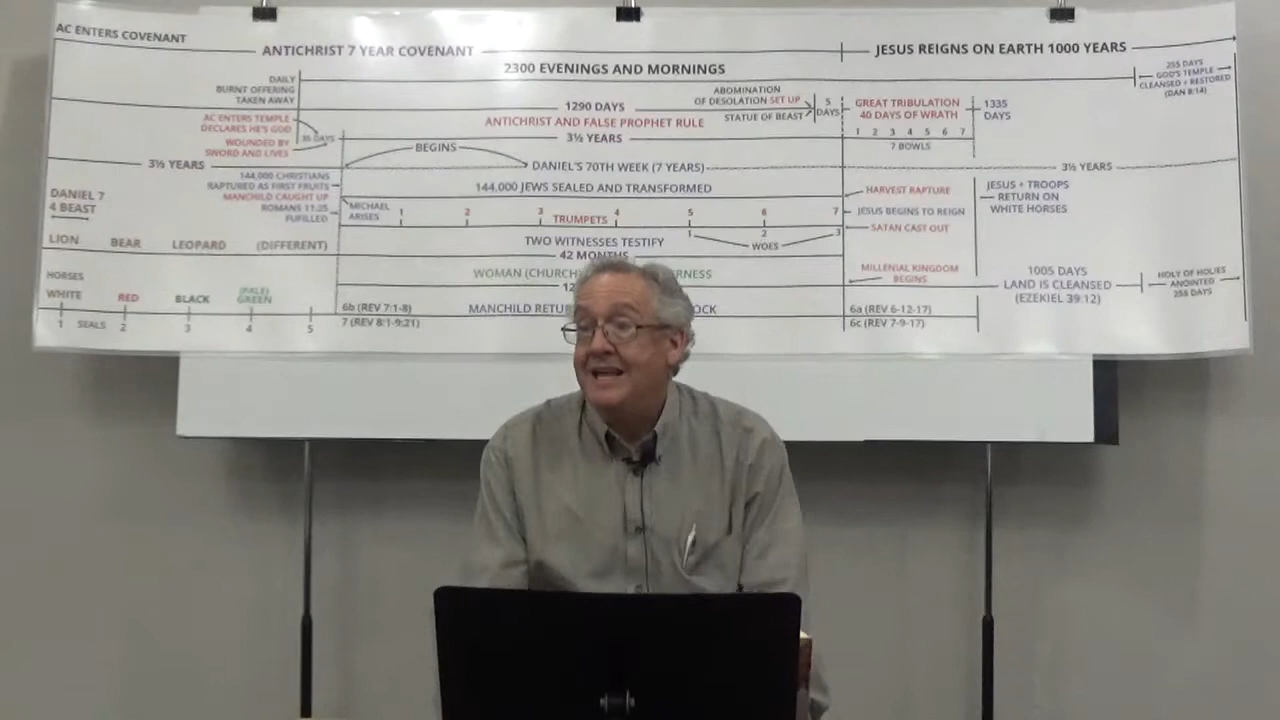 AC ENTERS COVENANT
ANTICHRIST 7 YEAR COVENANT
JESUS REIGNS ON EARTH 1000 YEARS
2300 EVENINGS AND MORNINGS
255 DAYS
GOD'S TEMPLE
CLEANSED + RESTORED
(DAN 8:14)
DAILY
BURNT OFFERING
TAKEN AWAY
1290 DAYS
ABOMINATION
OF DESOLATION SET UP
STATUE OF BEAST
5
DAYS
GREAT TRIBULATION
40 DAYS OF WRATH
1335
DAYS
AC ENTERS TEMPLE
DECLARES HE'S GOD
WOUNDED BY
SWORD AND LIVES
DAYS
ANTICHRIST AND FALSE PROPHET RULE
1 2 3 4 5 6 7
7 BOWLS
3½ YEARS
BEGINS
3½ YEARS
DANIEL'S 70TH WEEK (7 YEARS)
3½ YEARS
144,000 CHRISTIANS
RAPTURED AS FIRST FRUITS
MANCHILD CAUGHT UP
ROMANS 11:25
FUFILLED
144,000 JEWS SEALED AND TRANSFORMED
HARVEST RAPTURE
JESUS + TROOPS
RETURN ON
WHITE HORSES
DANIEL 7
4 BEAST
MICHAEL
ARISES
1 2 3 4 5 6 7
TRUMPETS
JESUS BEGINS TO REIGN
SATAN CAST OUT
1 2 3
WOES
LION BEAR LEOPARD (DIFFERENT)
TWO WITNESSES TESTIFY
42 MONTHS
WOMAN (CHURCH)
MILLENIAL KINGDOM
BEGINS
1005 DAYS
LAND IS CLEANSED
(EZEKIEL 39:12)
HOLY OF HOLIES
ANOINTED
255 DAYS
HORSES
WHITE RED BLACK (PALE)
GREEN
1 SEALS 2 3 4 5
6b (REV 7:1-8)
7 (REV 8:1-9:21)
MANCHILD
6a (REV 6-12-17)
6c (REV 7-9-17)